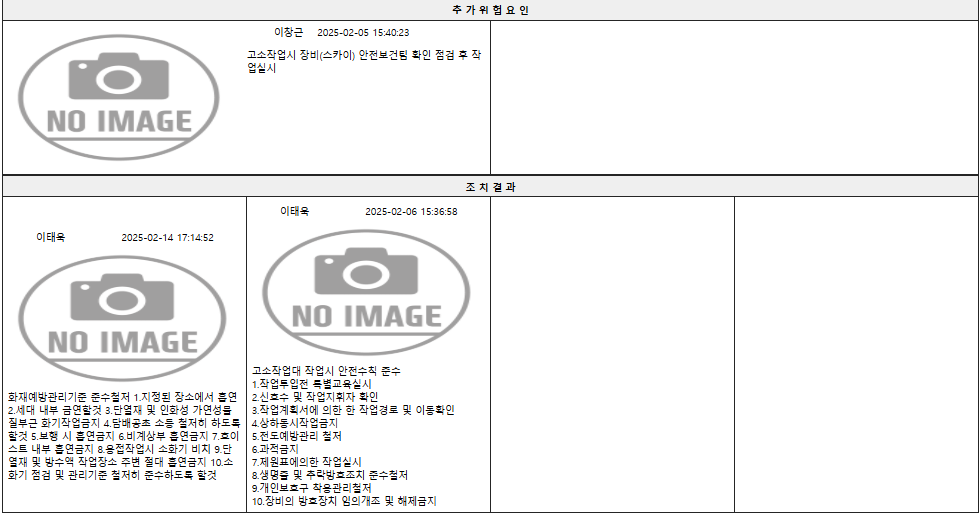 추가위험요인
이창근 2025-02-05 15:40:23
고소작업시 장비(스카이) 안전보건팀 확인 점검 후 작
업실시
NO IMAGE
조치결과
이태욱 2025-02-14 17:14:52
NO IMAGE
화재예방관리기준 준수철저 1.지정된 장소에서 흡연
2.세대 내부 금연할것 3.단열재 및 인화성 가연성물
질부근 화기작업금지 4.담배꽁초 소등 철저히 하도록
할것 5.보행 시 흡연금지 6.비계상부 흡연금지 7.호이
스트 내부 흡연금지 8.용접작업시 소화기 비치 9.단
열재 및 방수액 작업장소 주변 절대 흡연금지 10.소
화기 점검 및 관리기준 철저히 준수하도록 할것
이태욱 2025-02-06 15:36:58
NO IMAGE
고소작업대 작업시 안전수칙 준수
1.작업투입전 특별교육실시
2.신호수 및 작업지휘자 확인
3.작업계획서에 의한 한 작업경로 및 이동확인
4.상하동시작업금지
5.전도예방관리 철저
6.과적금지
7.제원표에의한 작업실시
8.생명줄 및 추락방호조치 준수철저
9.개인보호구 착용관리철저
10.장비의 방호장치 임의개조 및 해제금지